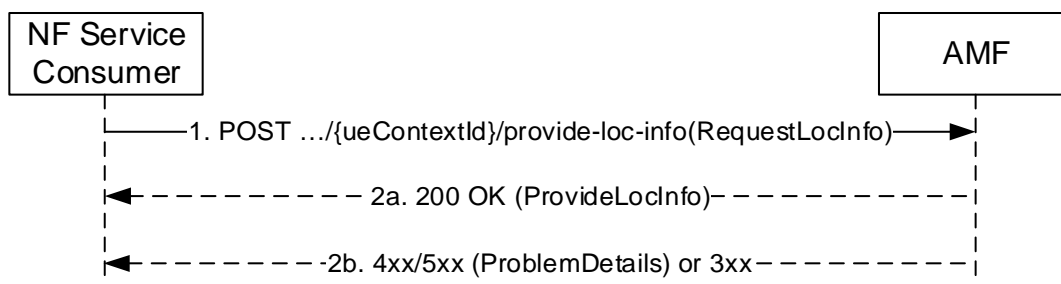 NF Service
Consumer
AMF
1. POST …/{ueContextId}/provide-loc-info(RequestLocInfo)
2a. 200 OK (ProvideLocInfo)
2b. 4xx/5xx (ProblemDetails) or 3xx